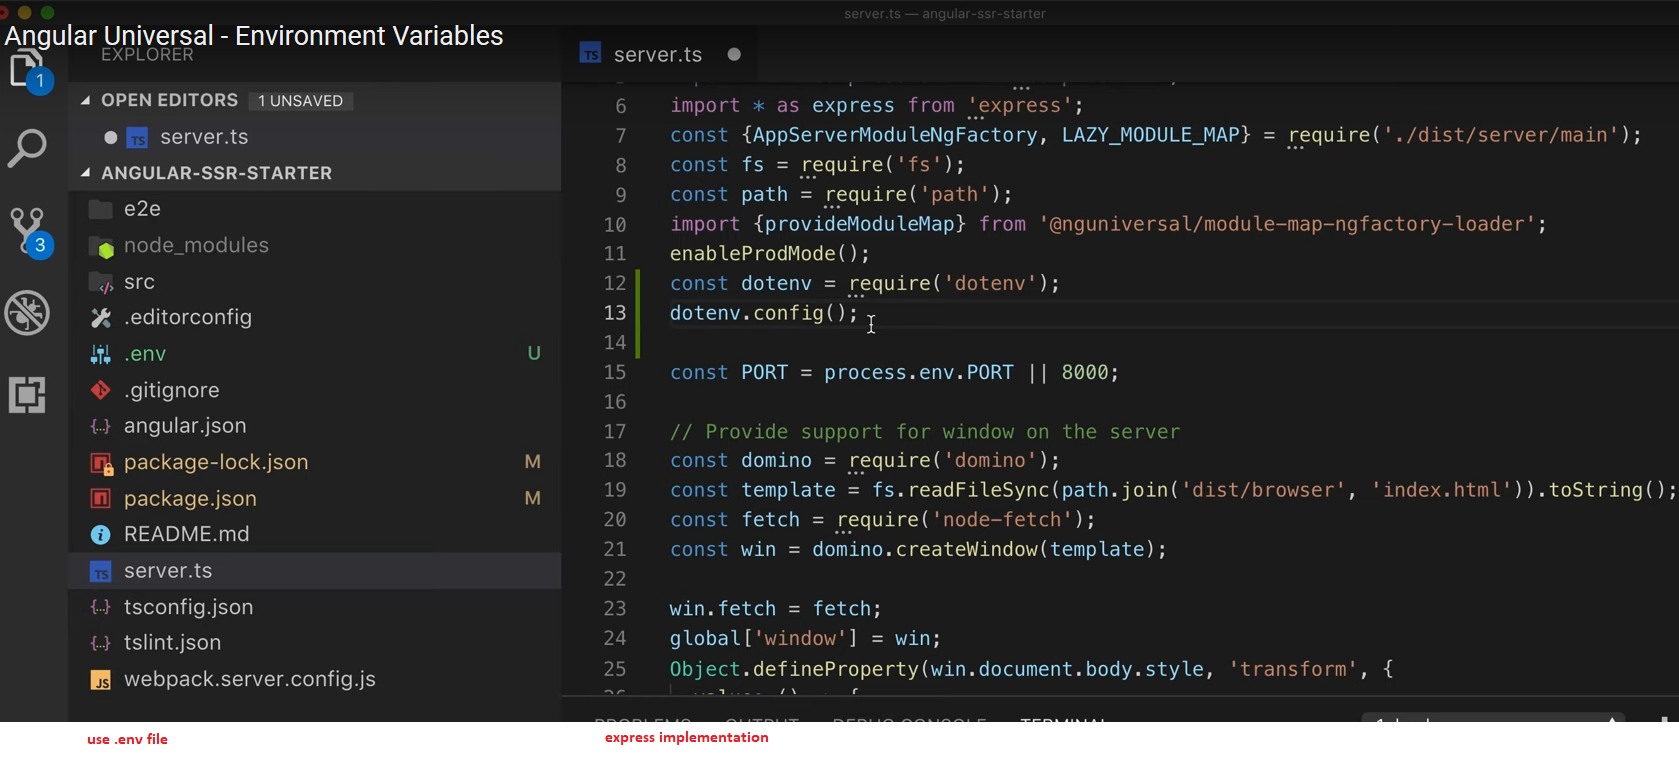 server.ts — angular-ssr-starter
Angular Universal - Environment Variables
EXPLORER
1
3
OPEN EDITORS 1 UNSAVED
TS server.ts
ANGULAR-SSR-STARTER
e2e
node_modules
src
.editorconfig
.env U
.gitignore
{..} angular.json
package-lock.json M
package.json M
README.md
TS server.ts
{..} tsconfig.json
{..} tslint.json
JS webpack.server.config.js
TS server.ts
6 import * as express from 'express';
7 const {AppServerModuleNgFactory, LAZY_MODULE_MAP} = require('./dist/server/main');
8 const fs = require('fs');
9 const path = require('path');
10 import {provideModuleMap} from '@nguniversal/module-map-ngfactory-loader';
11 enableProdMode();
12 const dotenv = require('dotenv');
13 dotenv.config();
14
15 const PORT = process.env.PORT || 8000;
16
17 // Provide support for window on the server
18 const domino = require('domino');
19 const template = fs.readFileSync(path.join('dist/browser', 'index.html')).toString();
20 const fetch = require('node-fetch');
21 const win = domino.createWindow(template);
22
23 win.fetch = fetch;
24 global['window'] = win;
25 Object.defineProperty(win.document.body.style, 'transform', {
PROBLEMS OUTPUT DEBUG CONSOLE TERMINAL
use .env file
express implementation